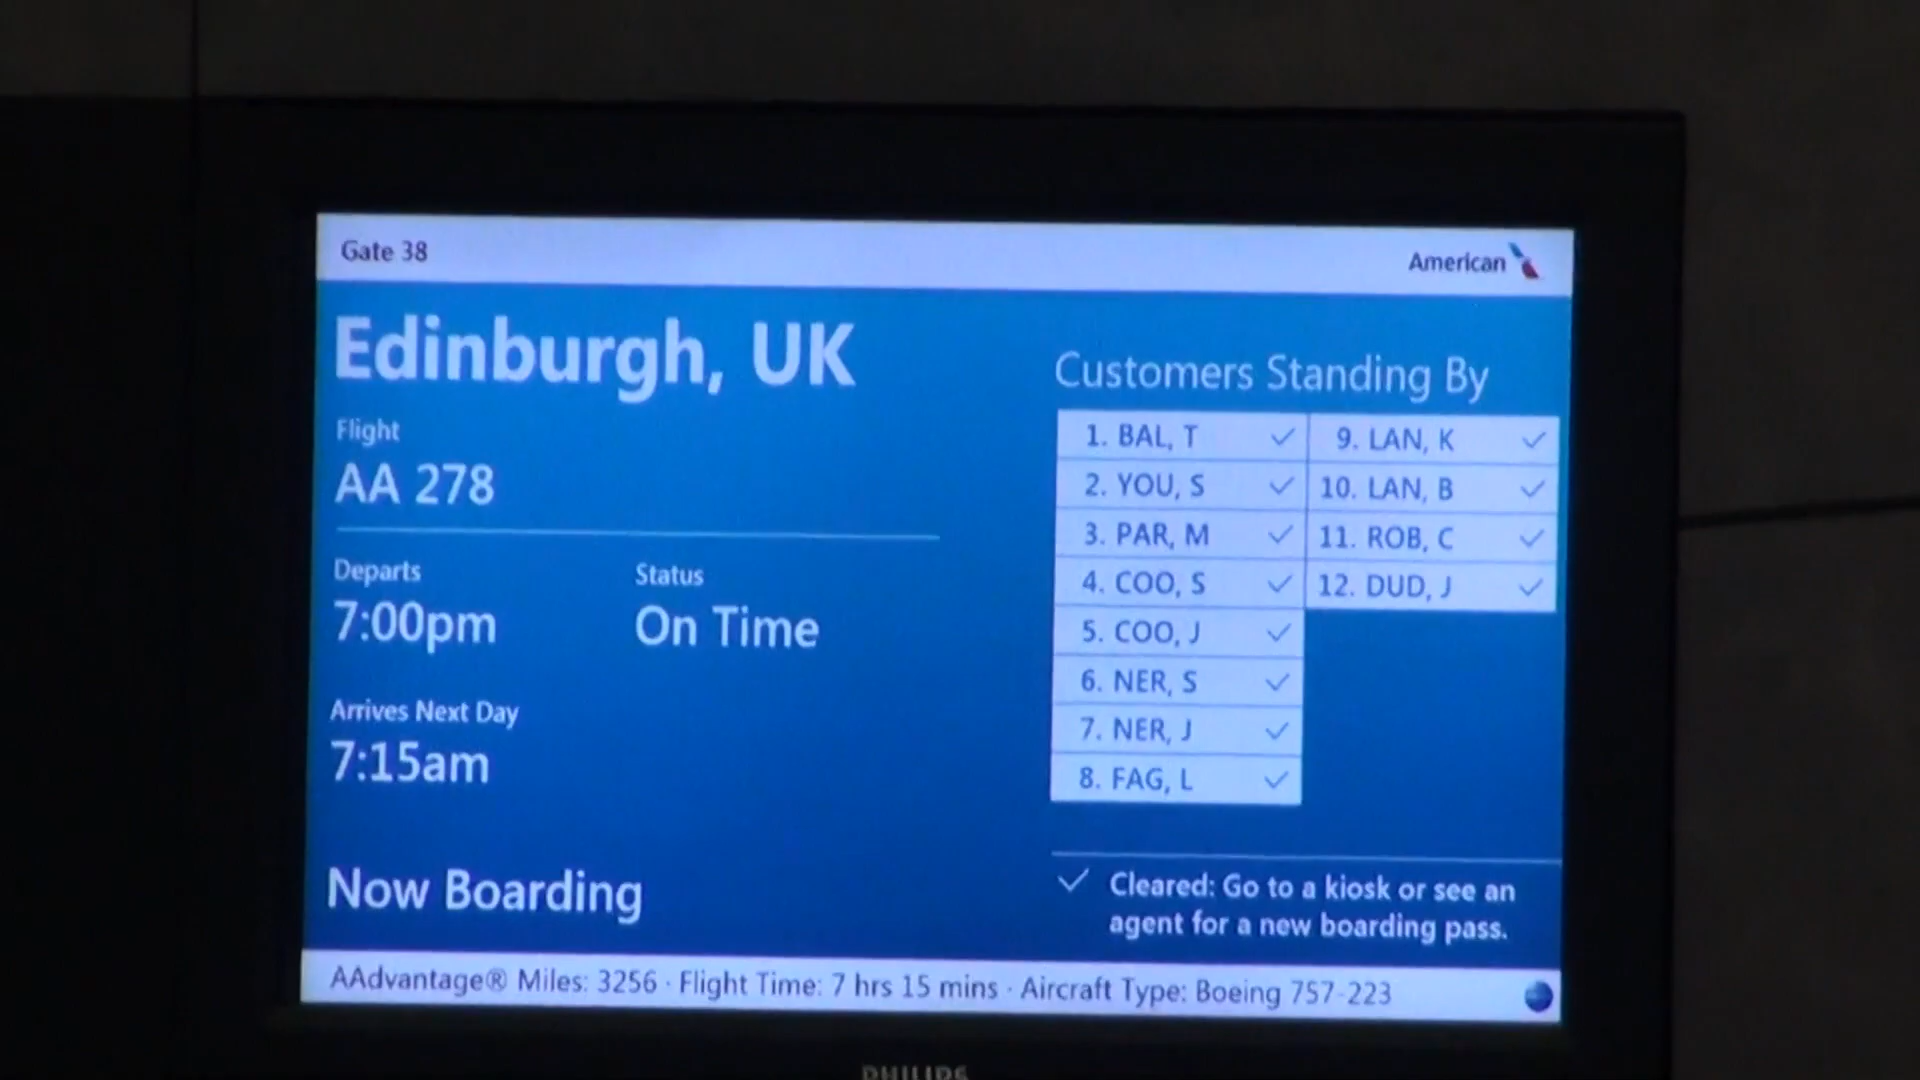 Gate 38
American
Edinburgh, UK
Flight
AA 278
Departs
Status
7:00pm
On Time
Arrives Next Day
7:15am
Now Boarding
Customers Standing By
1. BAL, T ✓
2. YOU, S ✓
3. PAR, M ✓
4. COO, S ✓
5. COO, J ✓
6. NER, S ✓
7. NER, J ✓
8. FAG, L ✓
9. LAN, K ✓
10. LAN, B ✓
11. ROB, C ✓
12. DUD, J ✓
✓ Cleared: Go to a kiosk or see an
agent for a new boarding pass.
AAdvantage® Miles: 3256 · Flight Time: 7 hrs 15 mins · Aircraft Type: Boeing 757-223
PHILIPS